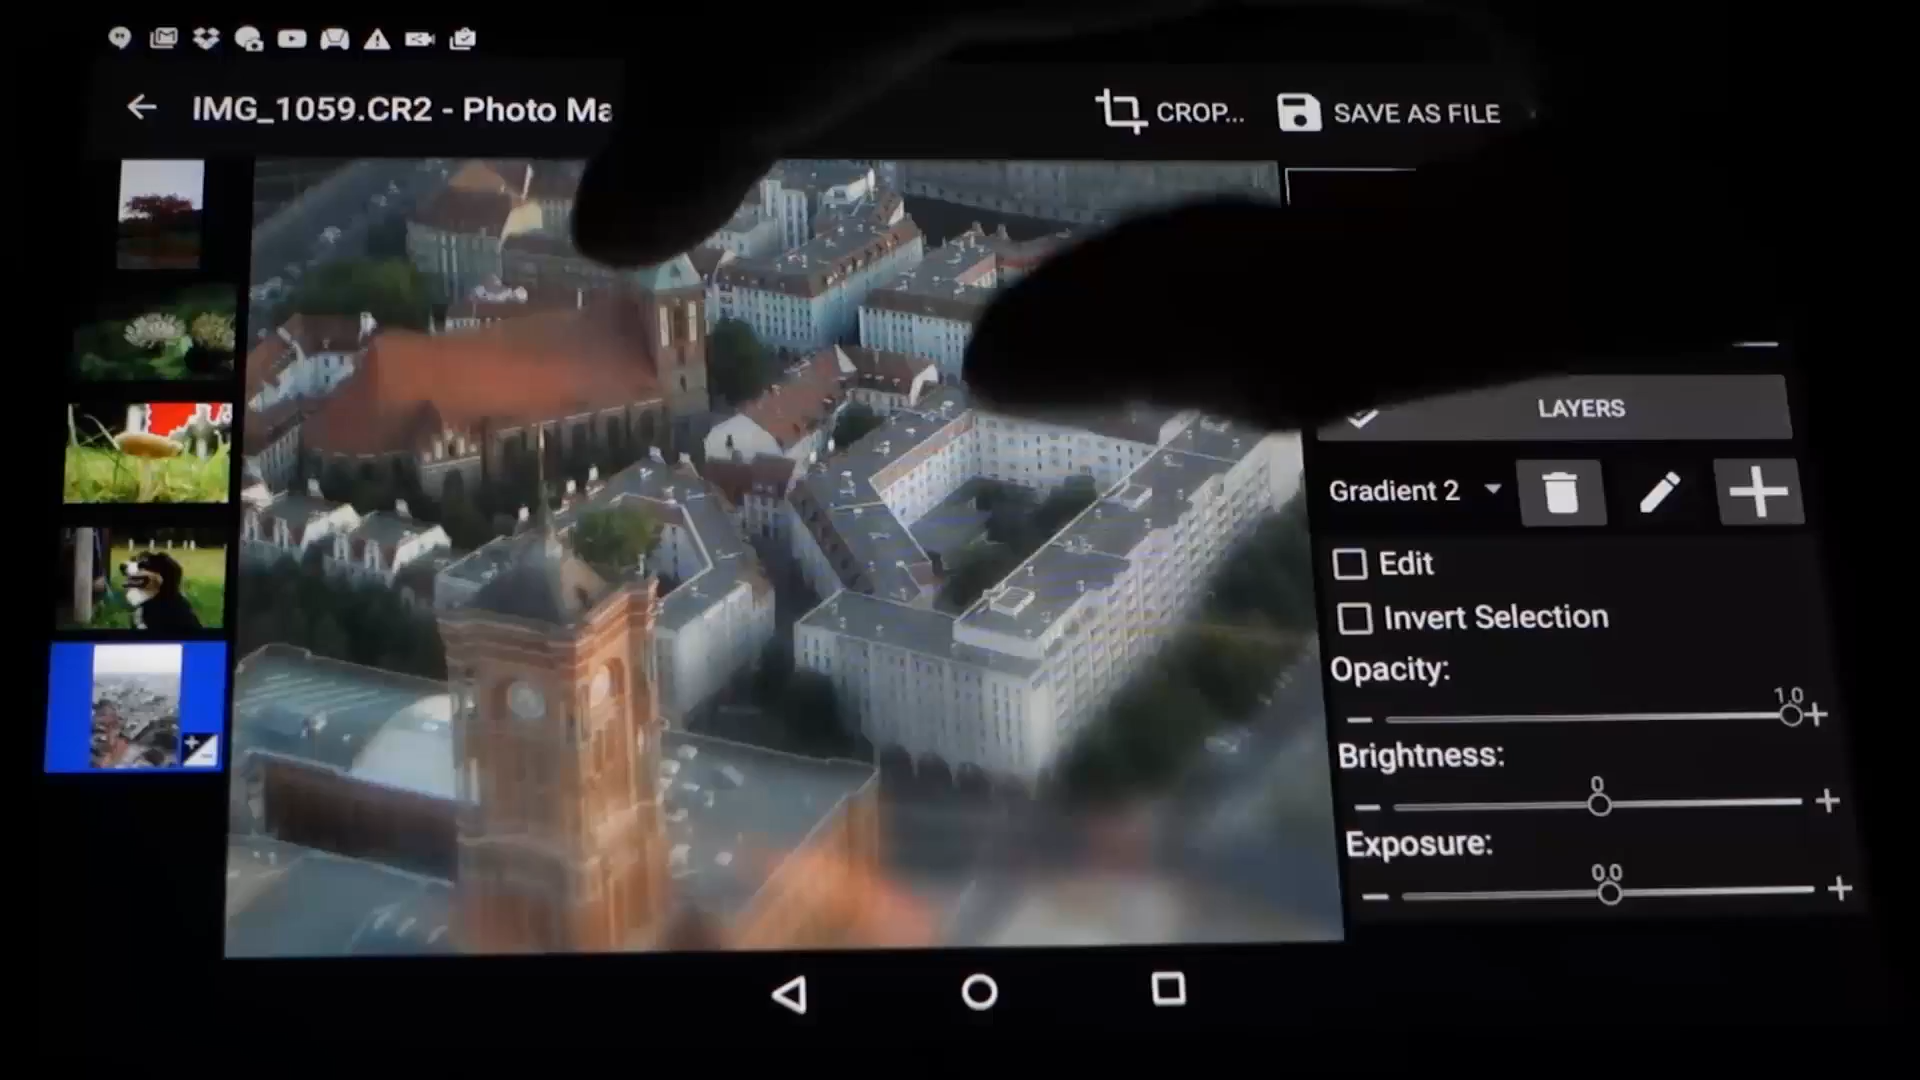 IMG_1059.CR2 - Photo Ma
CROP...
SAVE AS FILE
LAYERS
Gradient 2
Edit
Invert Selection
Opacity:
1.0
Brightness:
0
Exposure:
0.0